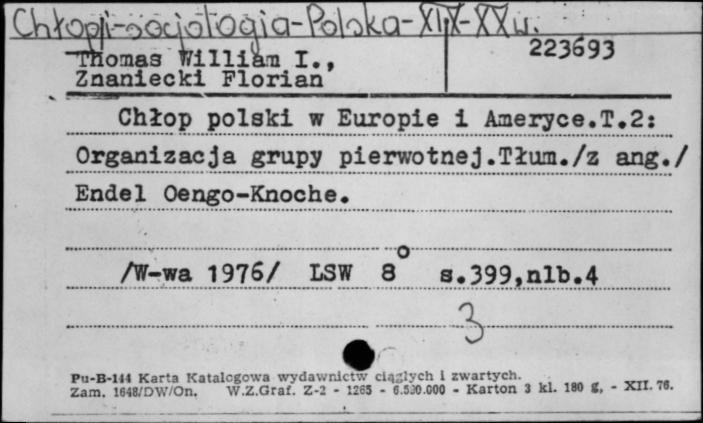 Chłopi-socjologia-Polska-XIX-XXw.
223693
Thomas William I.,
Znaniecki Florian
Chłop polski w Europie i Ameryce.T.2:
Organizacja grupy pierwotnej.Tłum./z ang./
Endel Oengo-Knoche.
/W-wa 1976/ LSW 8° s.399,nlb.4
3
Pu-B-144 Karta Katalogowa wydawnictw ciągłych i zwartych.
Zam. 1648/DW/On. W.Z.Graf. Z-2 - 1265 - 6.500.000 - Karton 3 kl. 180 g, - XII. 76.